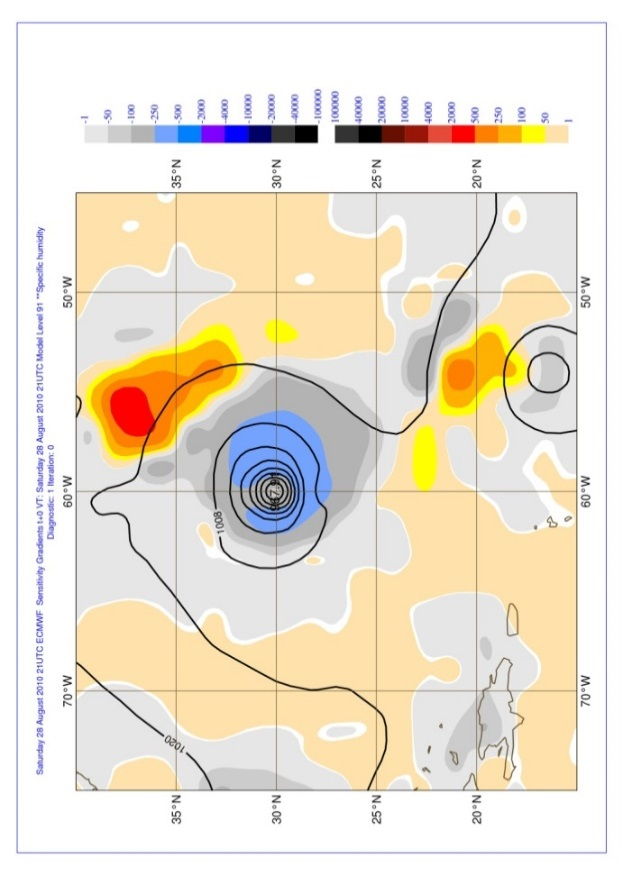 Saturday 28 August 2010 21UTC ECMWF Sensitivity Gradients t+0 VT: Saturday 28 August 2010 21UTC Model Level 91 **Specific humidity
Diagnostic: 1 Iteration: 0
70°W 60°W 50°W
35°N
30°N
25°N
20°N
1020
1008
35°N
30°N
25°N
20°N
70°W 60°W 50°W
-1
-50
-100
-250
-500
-2000
-4000
-10000
-20000
-40000
-100000
100000
40000
20000
10000
4000
2000
500
250
100
50
1